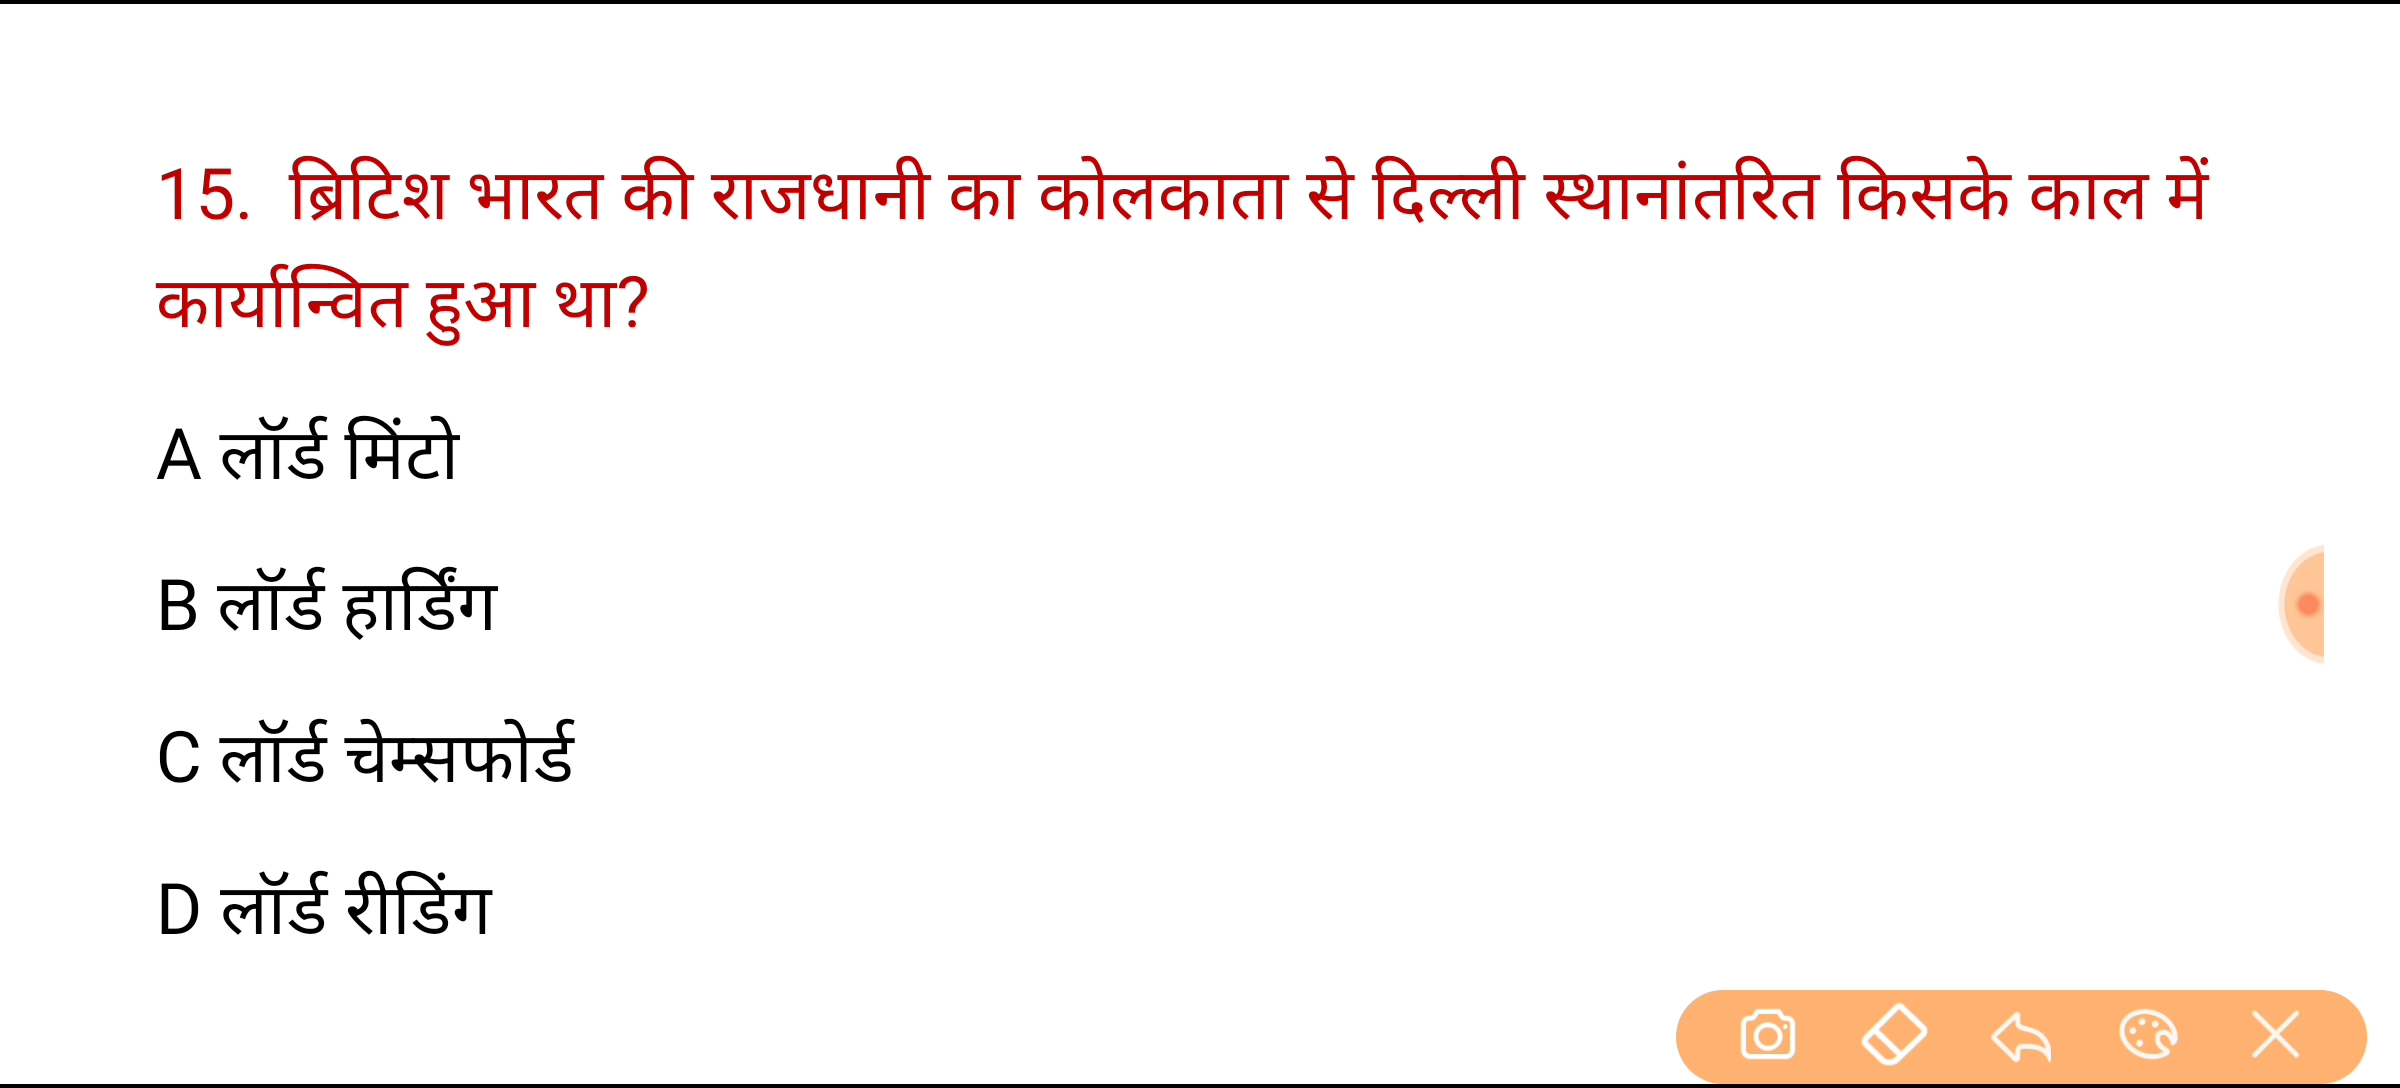 15. ब्रिटिश भारत की राजधानी का कोलकाता से दिल्ली स्थानांतरित किसके काल में
कार्यान्वित हुआ था?
A लॉर्ड मिंटो
B लॉर्ड हार्डिंग
C लॉर्ड चेम्सफोर्ड
D लॉर्ड रीडिंग